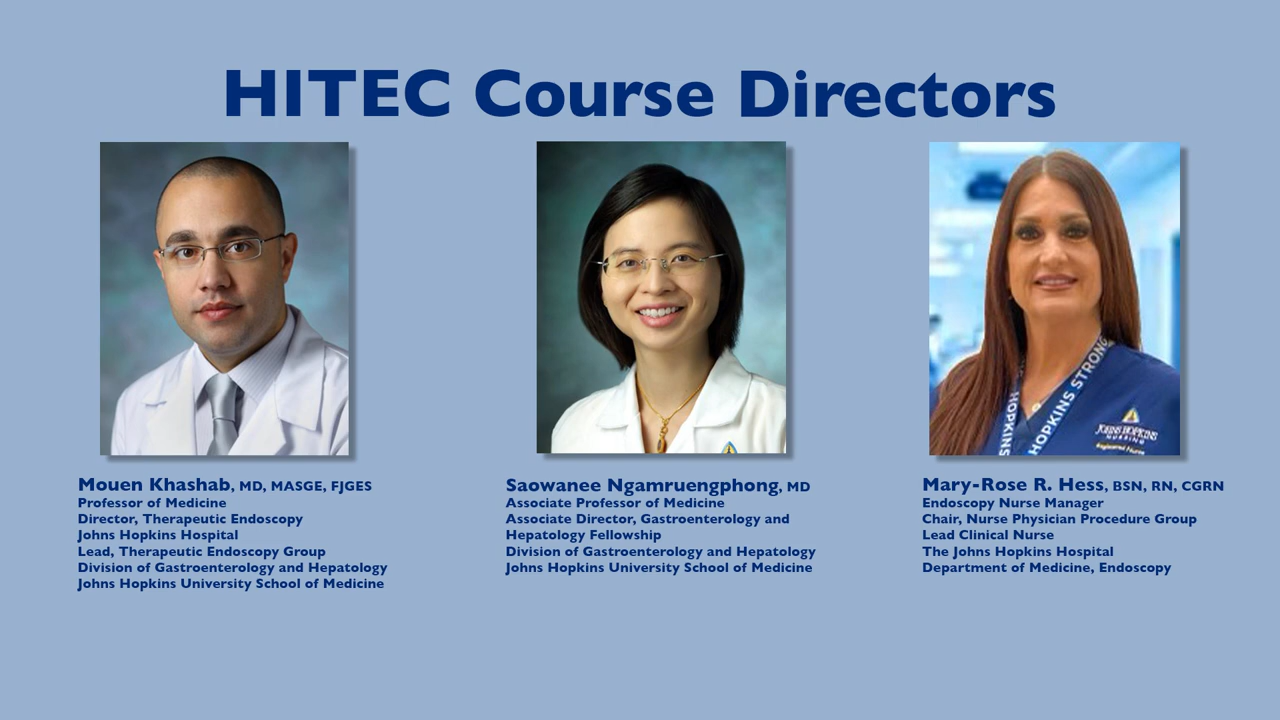 HITEC Course Directors
Mouen Khashab, MD, MASGE, FJGES
Professor of Medicine
Director, Therapeutic Endoscopy
Johns Hopkins Hospital
Lead, Therapeutic Endoscopy Group
Division of Gastroenterology and Hepatology
Johns Hopkins University School of Medicine
Saowanee Ngamruengphong, MD
Associate Professor of Medicine
Associate Director, Gastroenterology and
Hepatology Fellowship
Division of Gastroenterology and Hepatology
Johns Hopkins University School of Medicine
HOPKINS
HOPKINS STRONG
JOHNS HOPKINS
NURSING
Registered Nurse
Mary-Rose R. Hess, BSN, RN, CGRN
Endoscopy Nurse Manager
Chair, Nurse Physician Procedure Group
Lead Clinical Nurse
The Johns Hopkins Hospital
Department of Medicine, Endoscopy